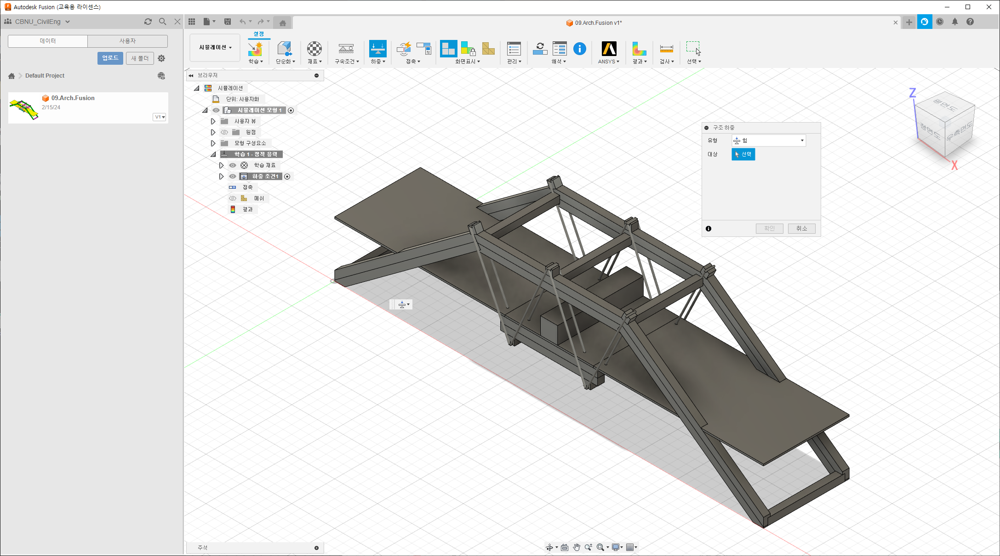 Autodesk Fusion (교육용 라이센스)
CBNU_CivilEng
09.Arch.Fusion v1*
데이터
사용자
업로드
새 폴더
Default Project
09.Arch.Fusion
2/15/24
V1
시뮬레이션
설정
학습
단순화
재료
구속조건
하중
접촉
화면표시
관리
해석
ANSYS
결과
검사
선택
브라우저
시뮬레이션
단위: 사용자화
시뮬레이션 모형 1
사용자 뷰
원점
모형 구성요소
학습 1 - 정적 응력
학습 재료
하중 조건1
접촉
메쉬
결과
Z
평면도
정면도
우측면도
X
구조 하중
유형
힘
대상
선택
확인
취소
주석